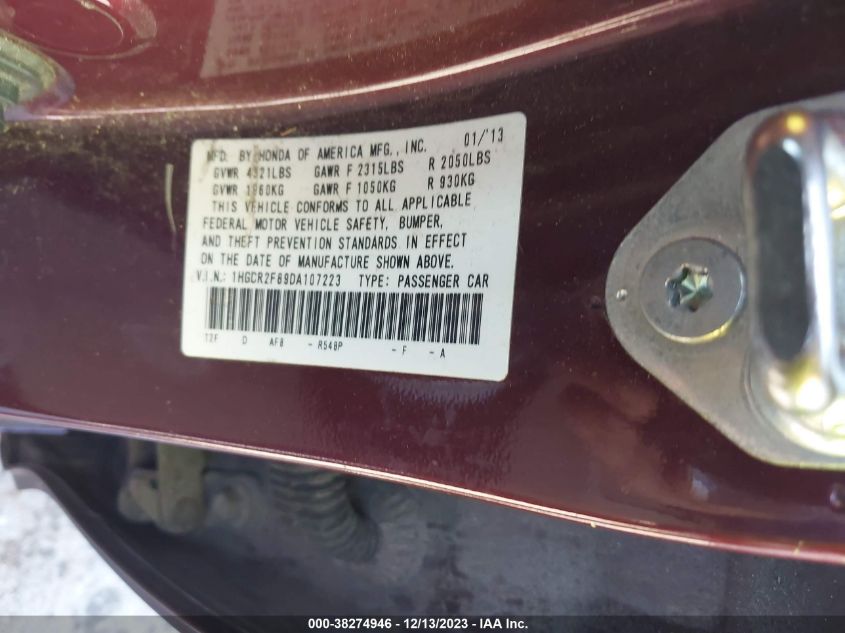 MFD. BY HONDA OF AMERICA MFG., INC. 01/'13
GVWR 4321LBS GAWR F 2315LBS R 2050LBS
GVWR 1960KG GAWR F 1050KG R 930KG
THIS VEHICLE CONFORMS TO ALL APPLICABLE
FEDERAL MOTOR VEHICLE SAFETY, BUMPER,
AND THEFT PREVENTION STANDARDS IN EFFECT
ON THE DATE OF MANUFACTURE SHOWN ABOVE.
V.I.N.: 1HGCR2F69DA107223 TYPE: PASSENGER CAR
T2F D AF8 - R548P - F - A
000-38274946 - 12/13/2023 - IAA Inc.